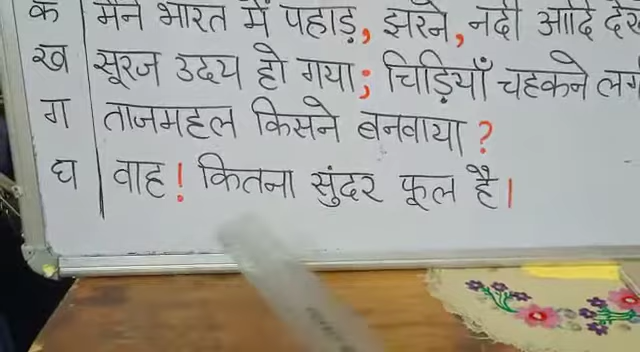 क मैंने भारत में पहाड़, झरने, नदी आदि
ख सूरज उदय हो गया; चिड़ियाँ चहकने
ग ताजमहल किसने बनवाया ?
घ वाह! कितना सुंदर फूल है।